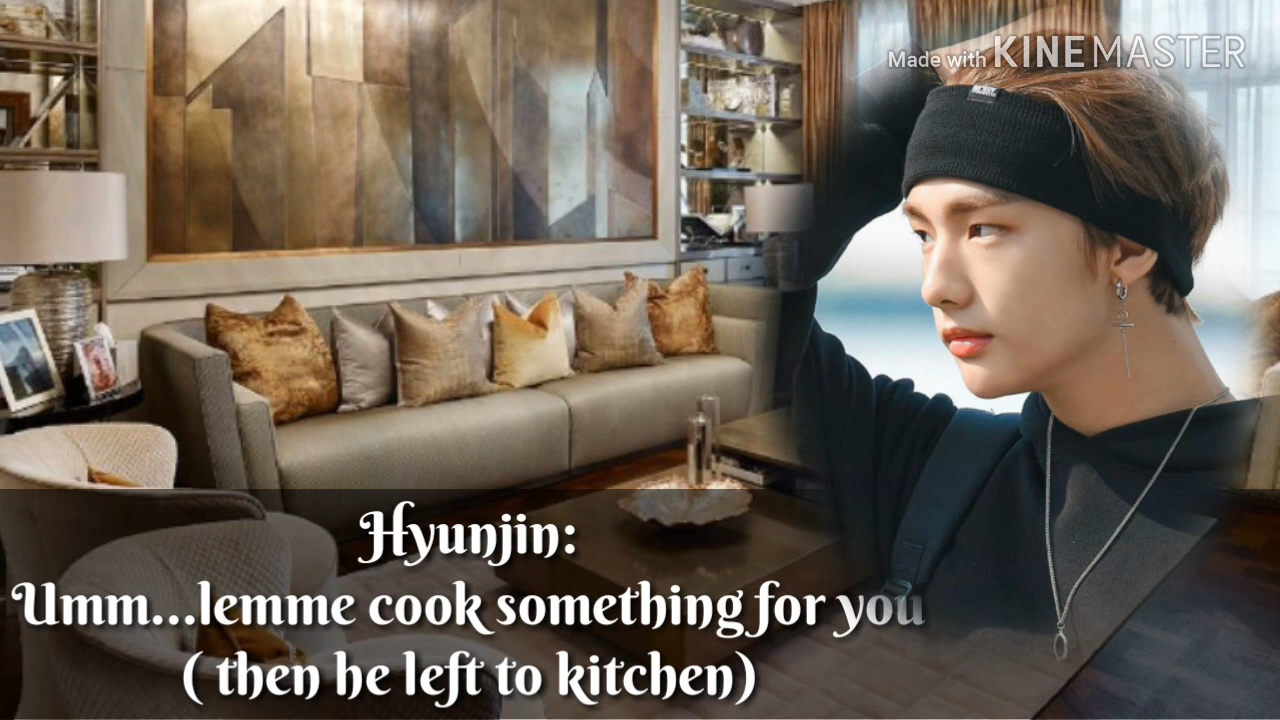 Made with KINEMASTER
Hyunjin:
Umm...lemme cook something for you
( then he left to kitchen)